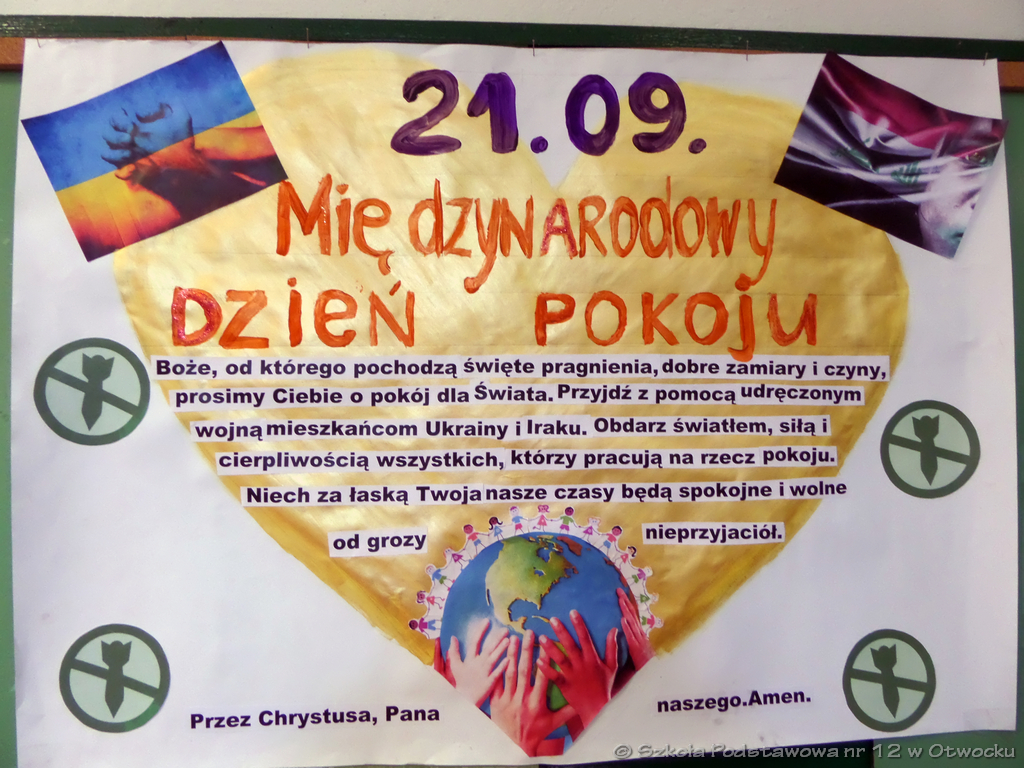 21.09.
Międzynarodowy
Dzień Pokoju
Boże, od którego pochodzą święte pragnienia, dobre zamiary i czyny,
prosimy Ciebie o pokój dla Świata. Przyjdź z pomocą udręczonym
wojną mieszkańcom Ukrainy i Iraku. Obdarz światłem, siłą i
cierpliwością wszystkich, którzy pracują na rzecz pokoju.
Niech za łaską Twoja nasze czasy będą spokojne i wolne
od grozy nieprzyjaciół.
Przez Chrystusa, Pana naszego.Amen.
© Szkoła Podstawowa nr 12 w Otwocku